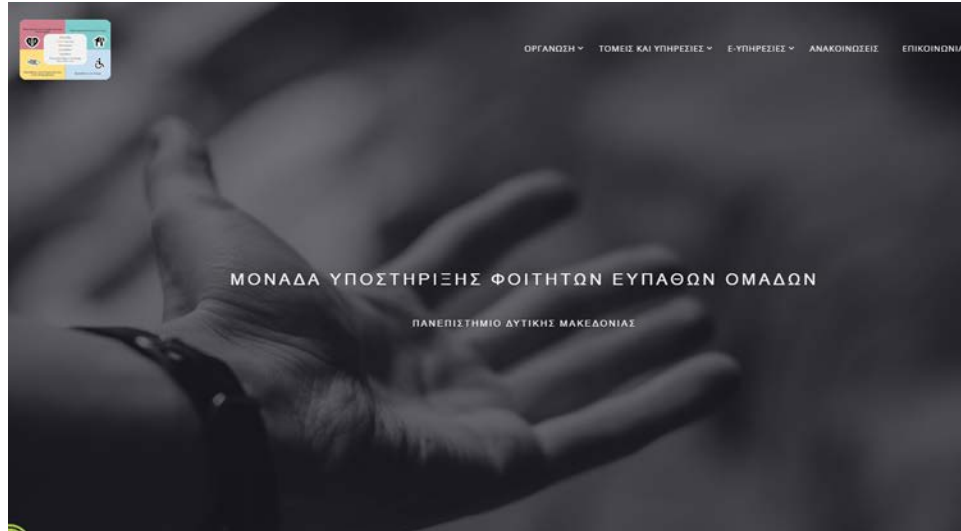 ΟΡΓΑΝΩΣΗ ΤΟΜΕΙΣ ΚΑΙ ΥΠΗΡΕΣΙΕΣ Ε-ΥΠΗΡΕΣΙΕΣ ΑΝΑΚΟΙΝΩΣΕΙΣ ΕΠΙΚΟΙΝΩΝΙΑ
ΜΟΝΑΔΑ ΥΠΟΣΤΗΡΙΞΗΣ ΦΟΙΤΗΤΩΝ ΕΥΠΑΘΩΝ ΟΜΑΔΩΝ
ΠΑΝΕΠΙΣΤΗΜΙΟ ΔΥΤΙΚΗΣ ΜΑΚΕΔΟΝΙΑΣ